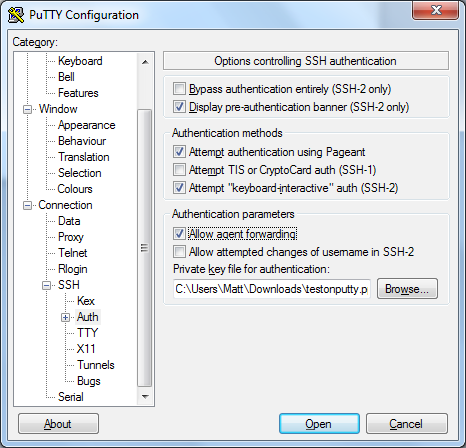 PuTTY Configuration
Category:
Keyboard
Bell
Features
Window
Appearance
Behaviour
Translation
Selection
Colours
Connection
Data
Proxy
Telnet
Rlogin
SSH
Kex
Auth
TTY
X11
Tunnels
Bugs
Serial
Options controlling SSH authentication
Bypass authentication entirely (SSH-2 only)
Display pre-authentication banner (SSH-2 only)
Authentication methods
Attempt authentication using Pageant
Attempt TIS or CryptoCard auth (SSH-1)
Attempt "keyboard-interactive" auth (SSH-2)
Authentication parameters
Allow agent forwarding
Allow attempted changes of username in SSH-2
Private key file for authentication:
C:\Users\Matt\Downloads\testonputty.p
Browse...
About
Open
Cancel